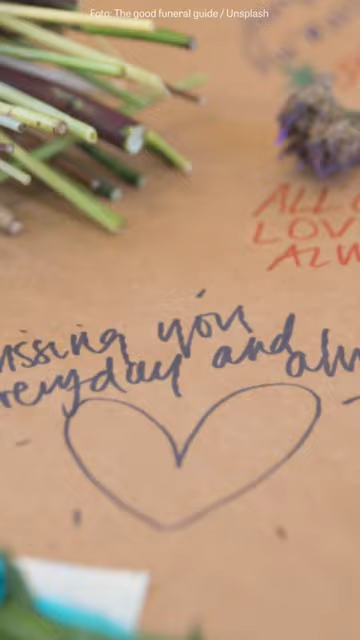 Foto: The good funeral guide / Unsplash
ALL
LOV
ALW
issing you
eryday and alw